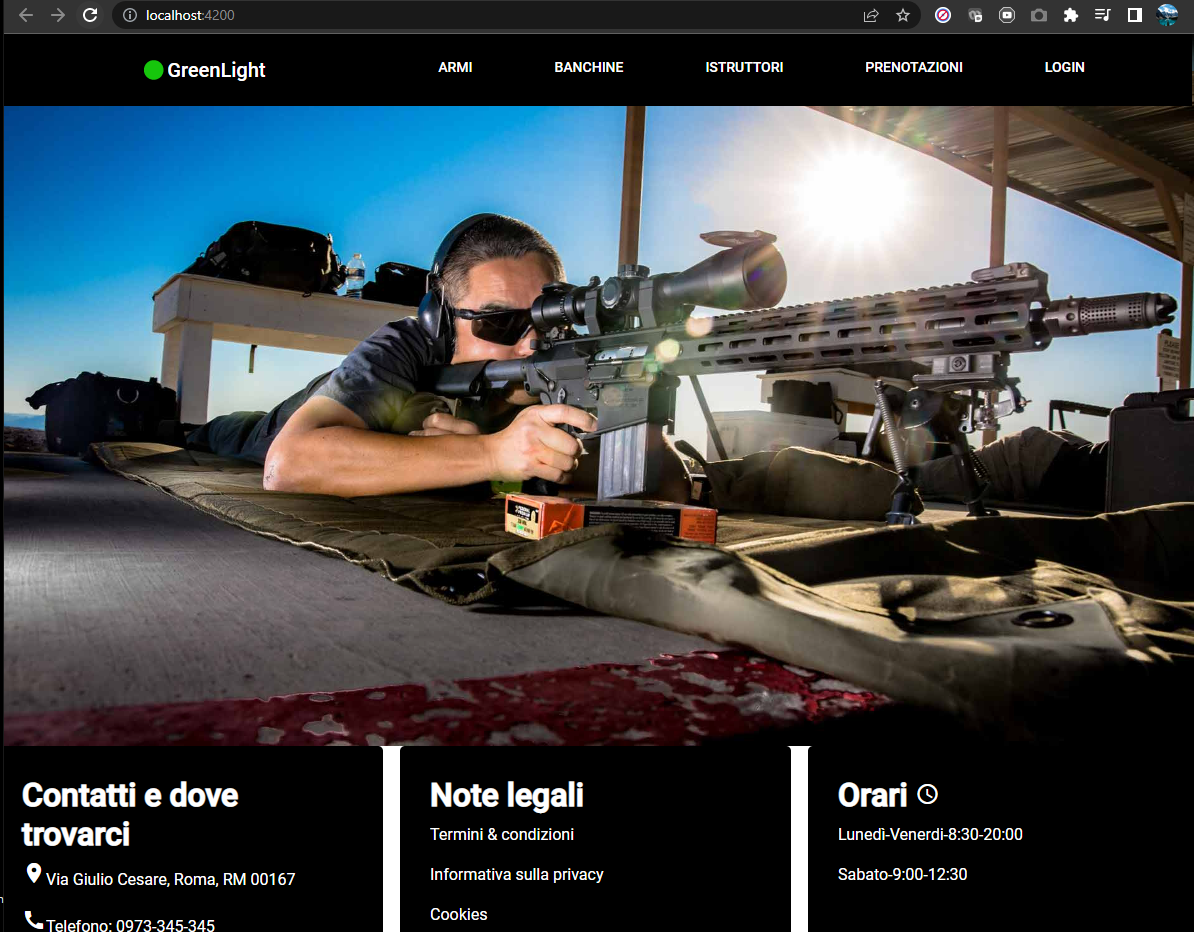 localhost:4200
GreenLight
ARMI
BANCHINE
ISTRUTTORI
PRENOTAZIONI
LOGIN
Contatti e dove
trovarci
Via Giulio Cesare, Roma, RM 00167
Telefono: 0973-345-345
Note legali
Termini & condizioni
Informativa sulla privacy
Cookies
Orari
Lunedì-Venerdi-8:30-20:00
Sabato-9:00-12:30